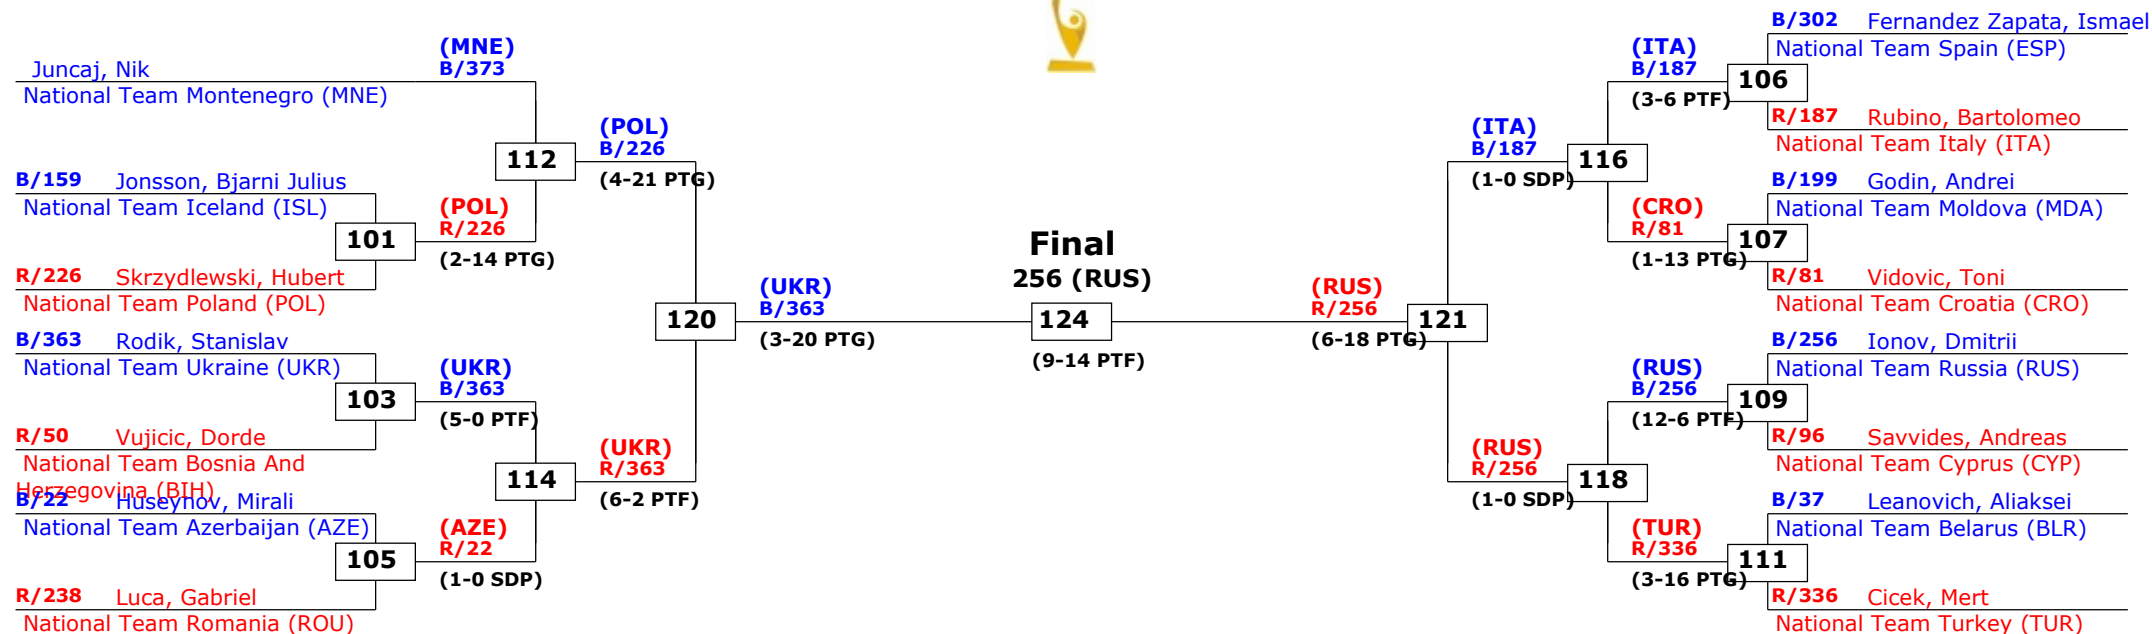 Juncaj, Nik
National Team Montenegro (MNE)
(MNE)
B/373
B/159 Jonsson, Bjarni Julius
National Team Iceland (ISL)
101
R/226 Skrzydlewski, Hubert
National Team Poland (POL)
(POL)
R/226
(2-14 PTG)
112
(POL)
B/226
(4-21 PTG)
B/363 Rodik, Stanislav
National Team Ukraine (UKR)
103
R/50 Vujicic, Dorde
National Team Bosnia And
Herzegovina (BIH)
(UKR)
B/363
(5-0 PTF)
B/22 Huseynov, Mirali
National Team Azerbaijan (AZE)
105
R/238 Luca, Gabriel
National Team Romania (ROU)
(AZE)
R/22
(1-0 SDP)
114
(UKR)
R/363
(6-2 PTF)
120
(UKR)
B/363
(3-20 PTG)
Final
256 (RUS)
124
(9-14 PTF)
(RUS)
R/256
(6-18 PTG)
121
(ITA)
B/187
(1-0 SDP)
116
(ITA)
B/187
(3-6 PTF)
106
B/302 Fernandez Zapata, Ismael
National Team Spain (ESP)
R/187 Rubino, Bartolomeo
National Team Italy (ITA)
(CRO)
R/81
(1-13 PTG)
107
B/199 Godin, Andrei
National Team Moldova (MDA)
R/81 Vidovic, Toni
National Team Croatia (CRO)
(RUS)
R/256
(1-0 SDP)
118
(RUS)
B/256
(12-6 PTF)
109
B/256 Ionov, Dmitrii
National Team Russia (RUS)
R/96 Savvides, Andreas
National Team Cyprus (CYP)
(TUR)
R/336
(3-16 PTG)
111
B/37 Leanovich, Aliaksei
National Team Belarus (BLR)
R/336 Cicek, Mert
National Team Turkey (TUR)